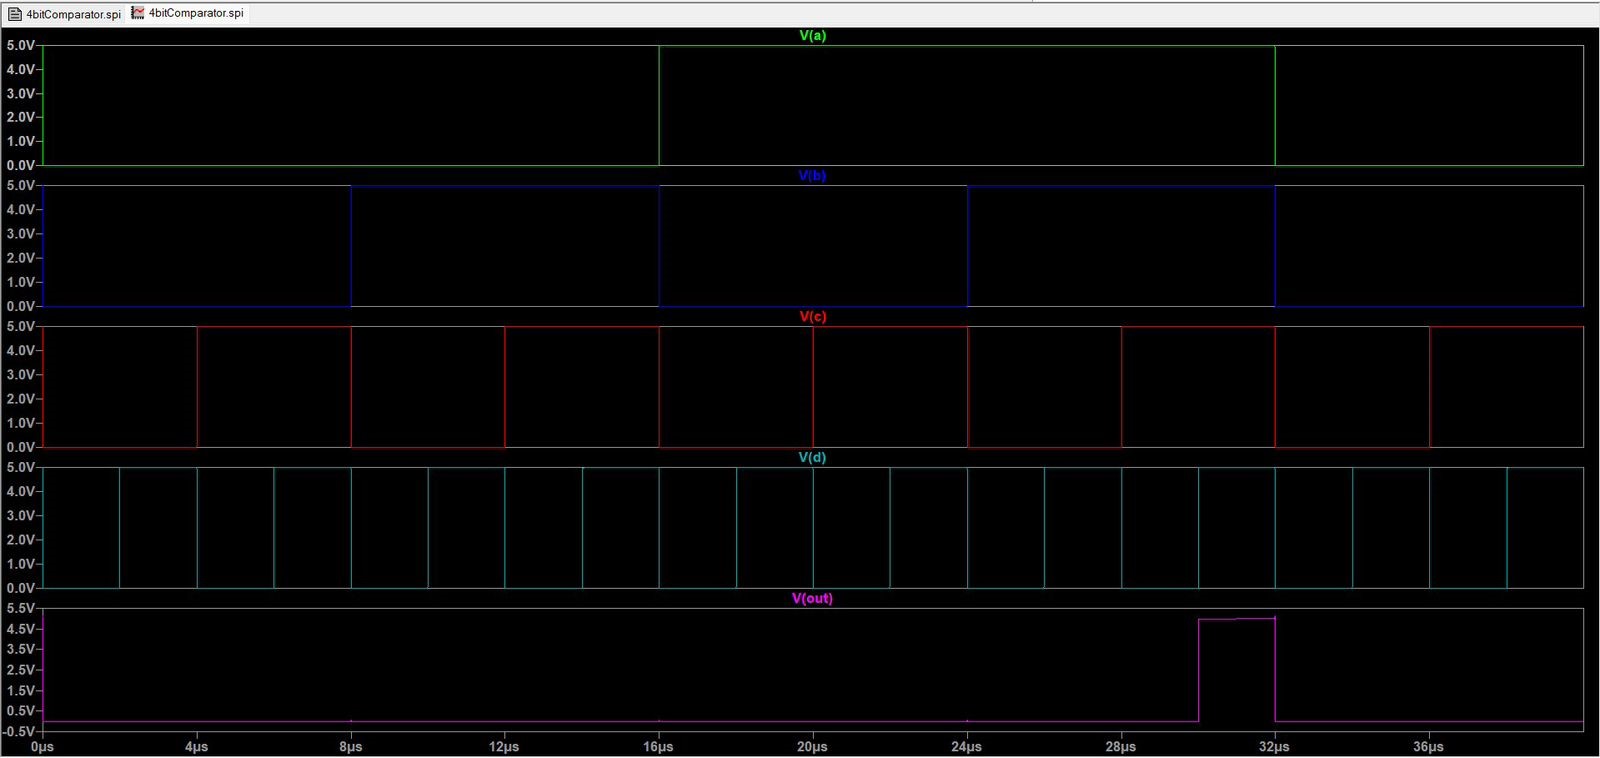 4bitComparator.spi 4bitComparator.spi
V(a)
5.0V
4.0V
3.0V
2.0V
1.0V
0.0V
V(b)
5.0V
4.0V
3.0V
2.0V
1.0V
0.0V
V(c)
5.0V
4.0V
3.0V
2.0V
1.0V
0.0V
V(d)
5.0V
4.0V
3.0V
2.0V
1.0V
0.0V
V(out)
5.5V
4.5V
3.5V
2.5V
1.5V
0.5V
-0.5V
0µs 4µs 8µs 12µs 16µs 20µs 24µs 28µs 32µs 36µs